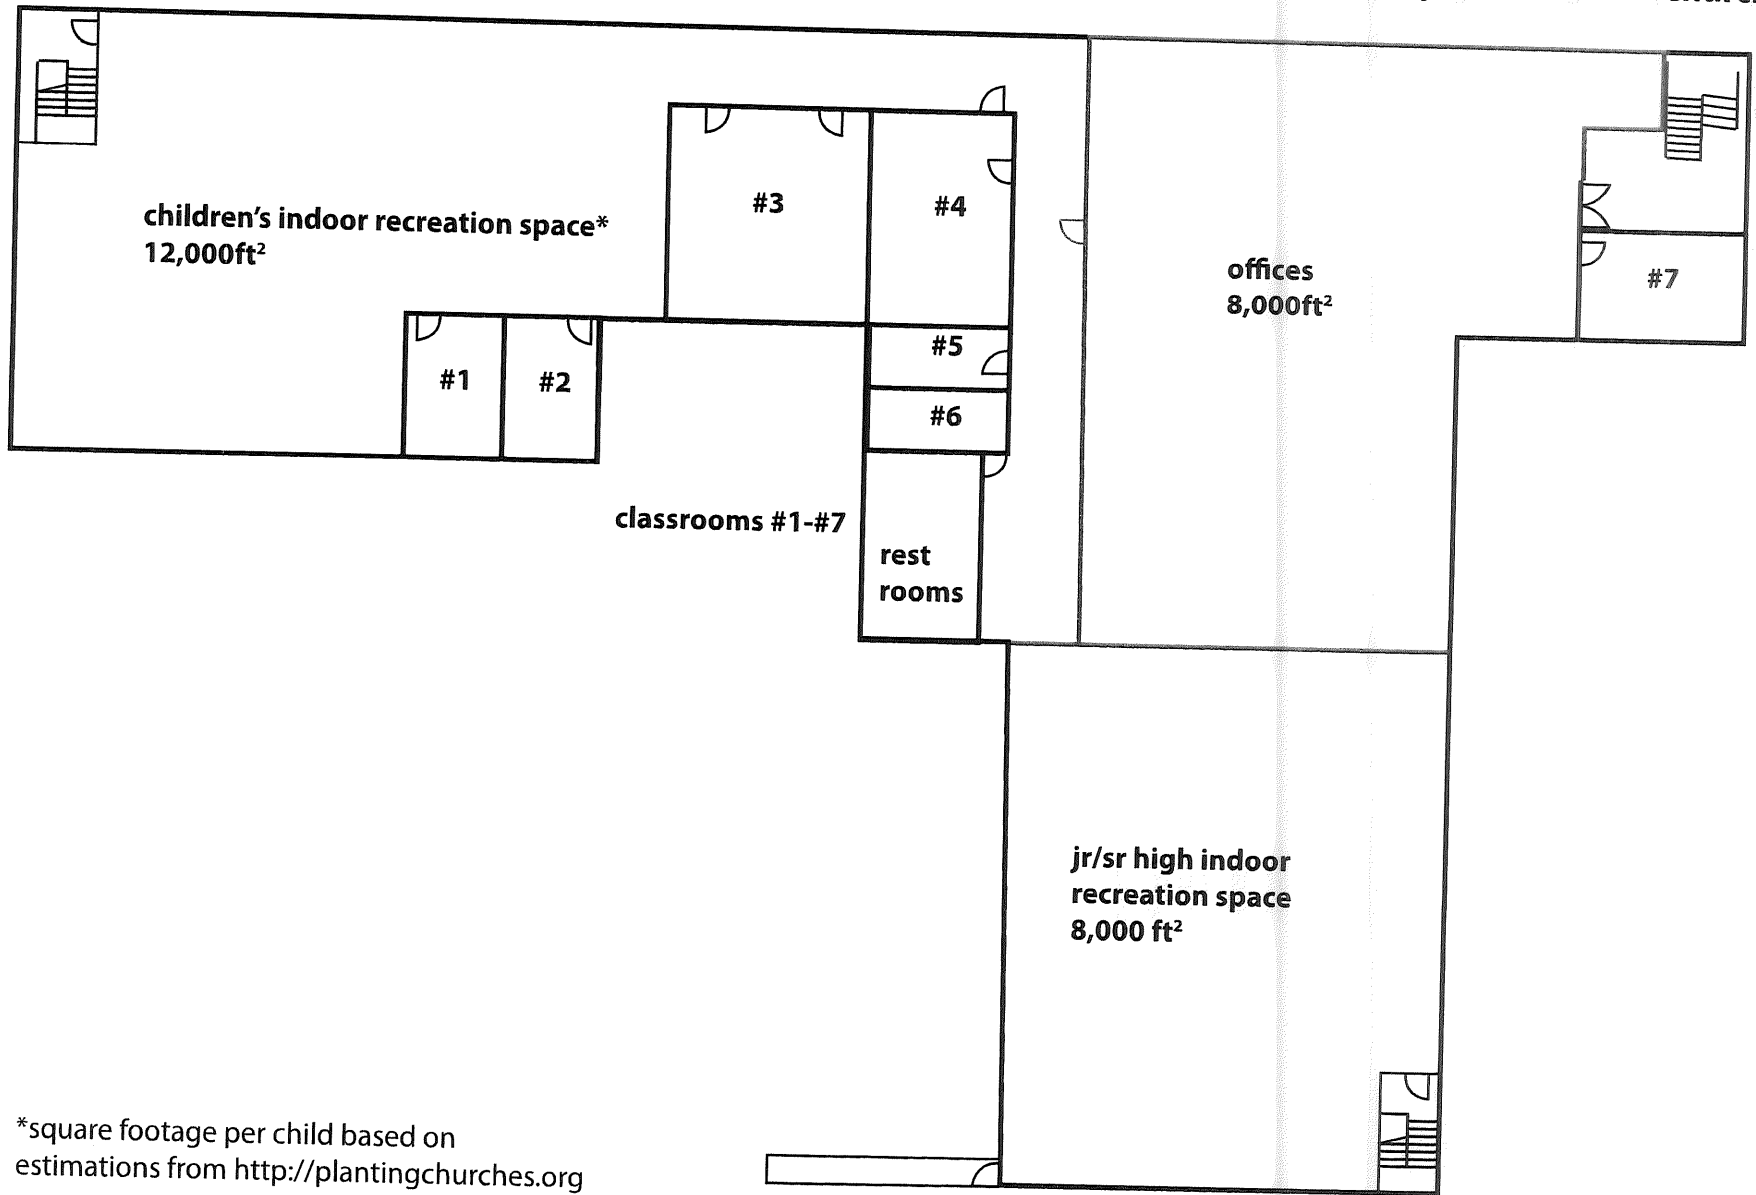 children's indoor recreation space*
12,000ft²
#3
#4
offices
8,000ft²
#7
#1
#2
#5
#6
classrooms #1-#7
rest
rooms
jr/sr high indoor
recreation space
8,000 ft²
*square footage per child based on
estimations from http://plantingchurches.org